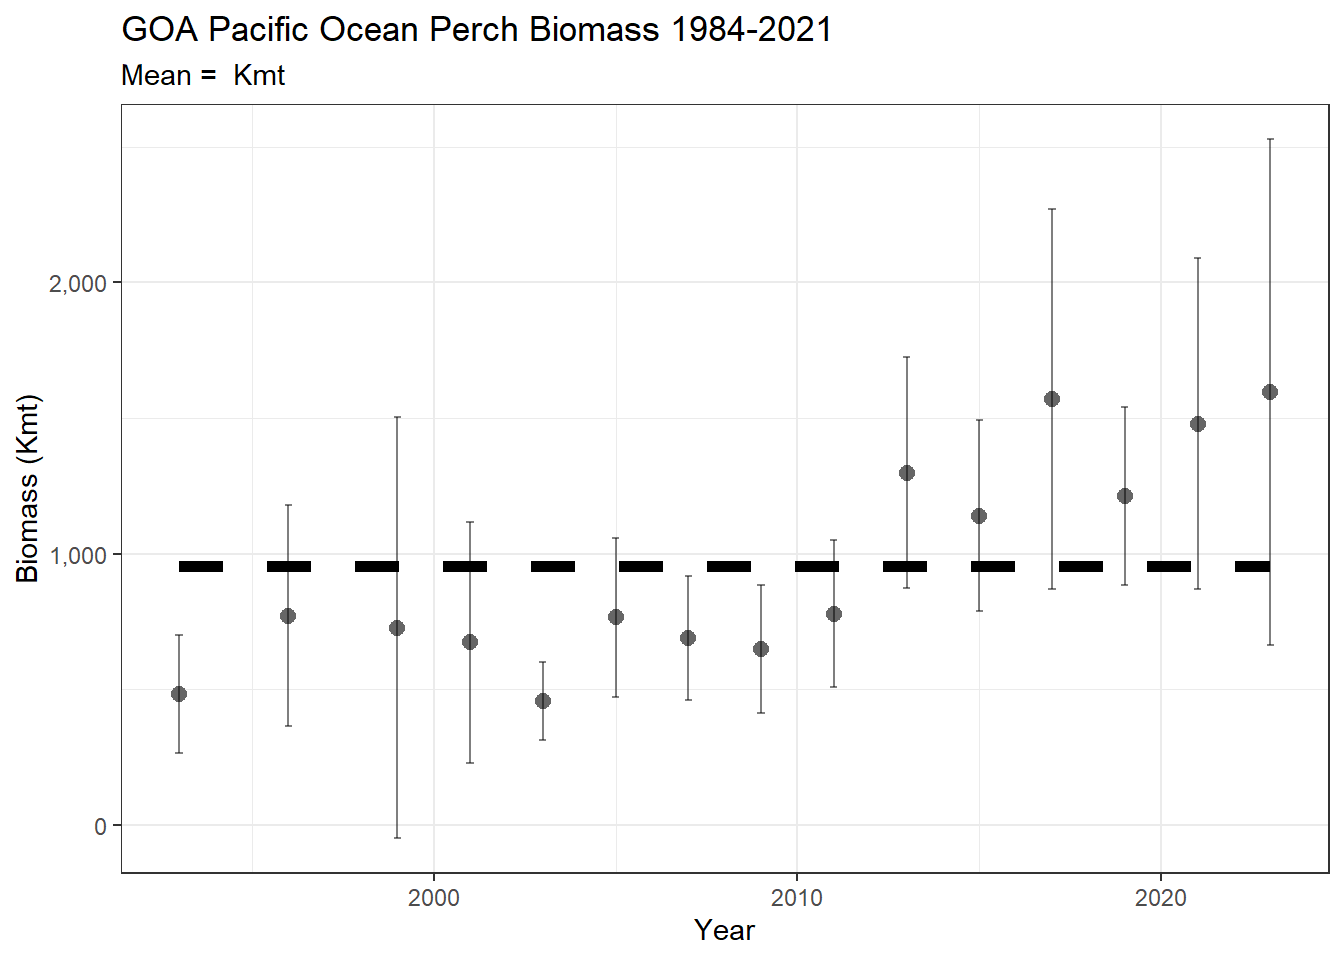 GOA Pacific Ocean Perch Biomass 1984-2021
Mean =  Kmt
Biomass (Kmt)
2,000
1,000
0
2000
2010
2020
Year